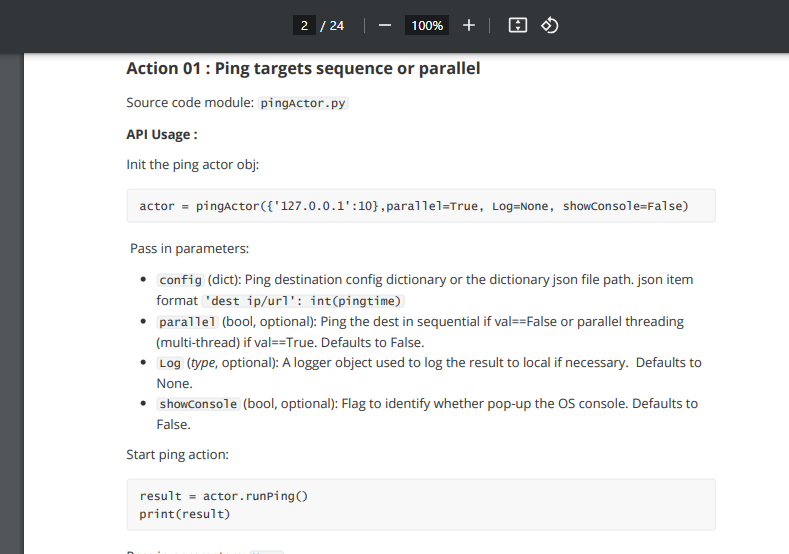 2 / 24 — 100% +
Action 01 : Ping targets sequence or parallel
Source code module: pingActor.py
API Usage :
Init the ping actor obj:
actor = pingActor({'127.0.0.1':10},parallel=True, Log=None, showConsole=False)
Pass in parameters:
• config (dict): Ping destination config dictionary or the dictionary json file path. json item
format 'dest ip/url': int(pingtime)
• parallel (bool, optional): Ping the dest in sequential if val==False or parallel threading
(multi-thread) if val==True. Defaults to False.
• Log (type, optional): A logger object used to log the result to local if necessary.  Defaults to
None.
• showConsole (bool, optional): Flag to identify whether pop-up the OS console. Defaults to
False.
Start ping action:
result = actor.runPing()
print(result)